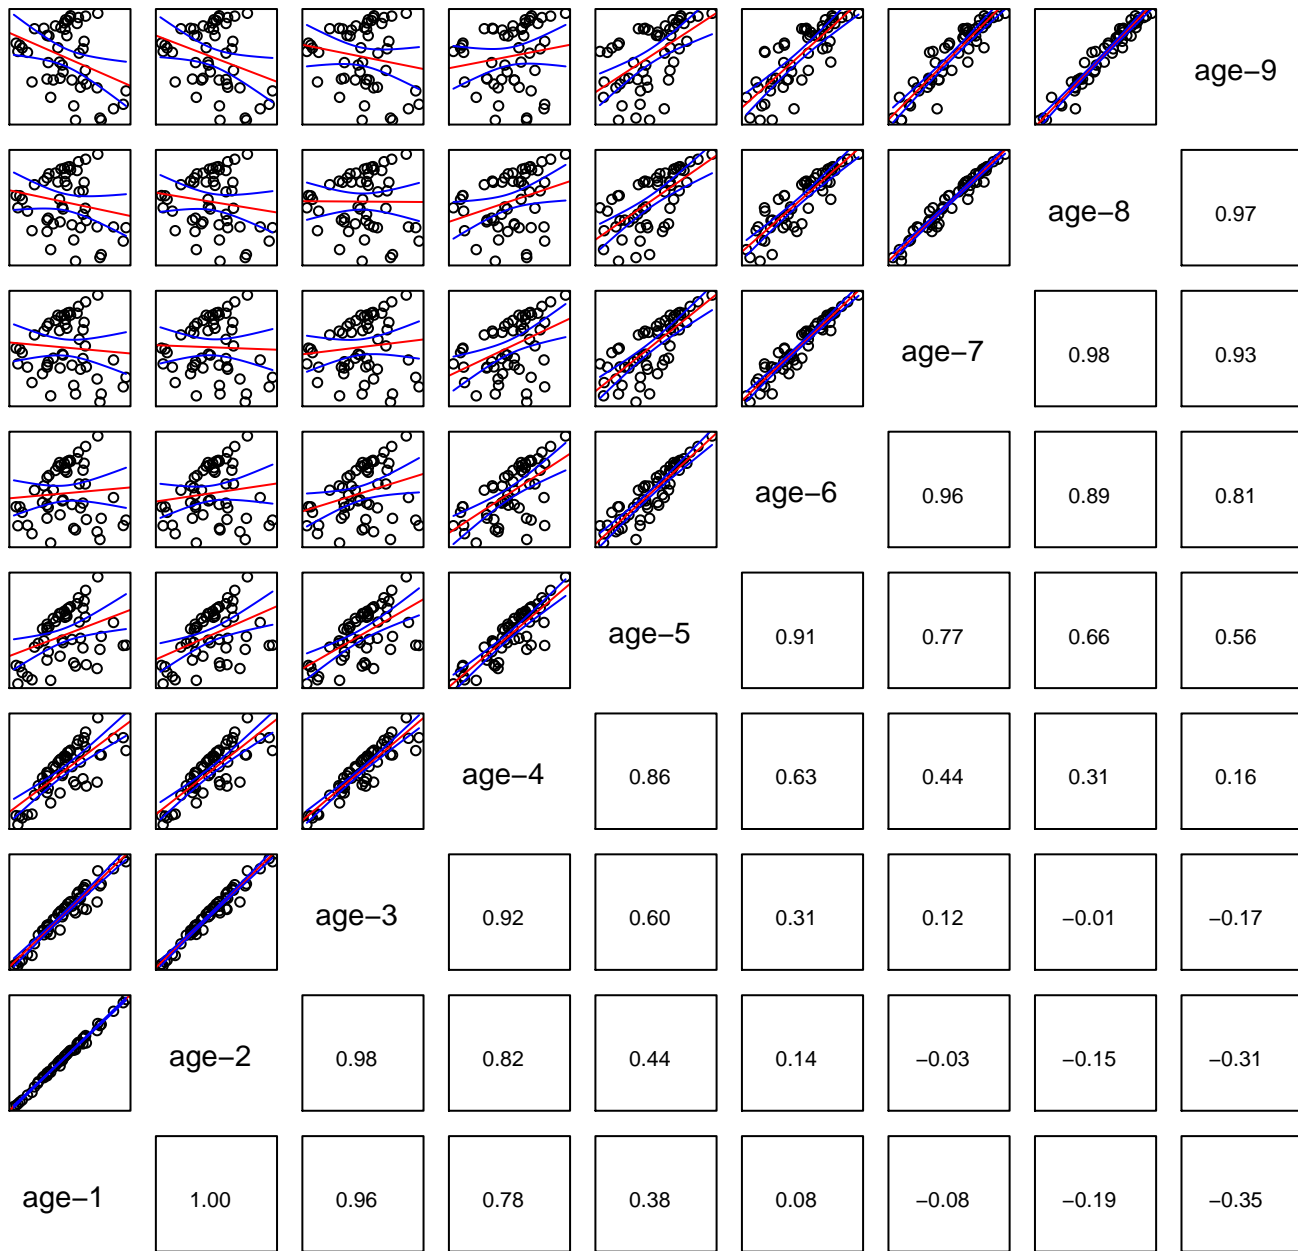 age−9
age−8 0.97
age−7 0.98 0.93
age−6 0.96 0.89 0.81
age−5 0.91 0.77 0.66 0.56
age−4 0.86 0.63 0.44 0.31 0.16
age−3 0.92 0.60 0.31 0.12 −0.01 −0.17
age−2 0.98 0.82 0.44 0.14 −0.03 −0.15 −0.31
age−1 1.00 0.96 0.78 0.38 0.08 −0.08 −0.19 −0.35